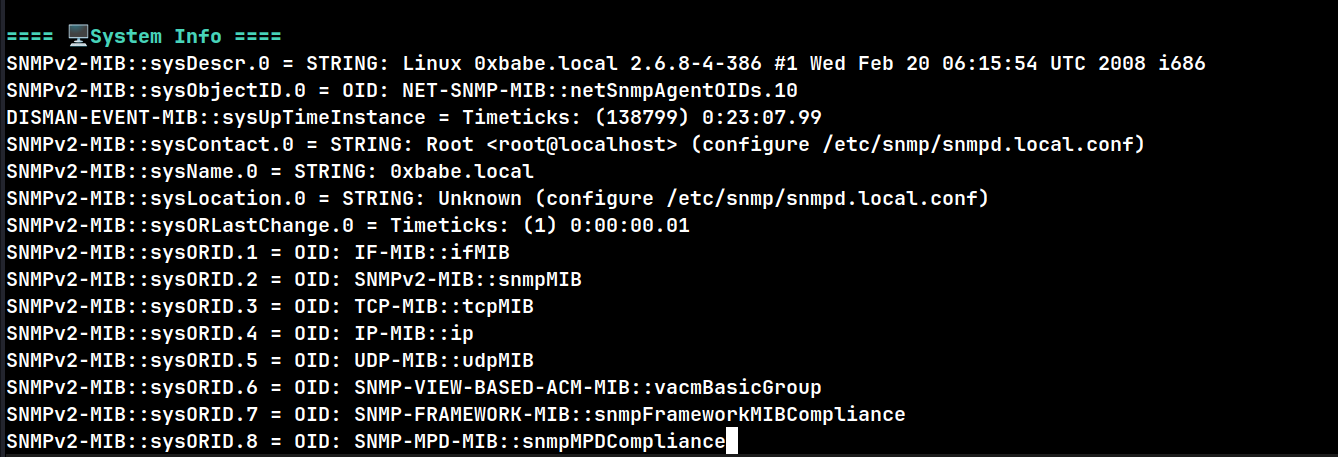 ==== 🖥️System Info ====
SNMPv2-MIB::sysDescr.0 = STRING: Linux 0xbabe.local 2.6.8-4-386 #1 Wed Feb 20 06:15:54 UTC 2008 i686
SNMPv2-MIB::sysObjectID.0 = OID: NET-SNMP-MIB::netSnmpAgentOIDs.10
DISMAN-EVENT-MIB::sysUpTimeInstance = Timeticks: (138799) 0:23:07.99
SNMPv2-MIB::sysContact.0 = STRING: Root <root@localhost> (configure /etc/snmp/snmpd.local.conf)
SNMPv2-MIB::sysName.0 = STRING: 0xbabe.local
SNMPv2-MIB::sysLocation.0 = STRING: Unknown (configure /etc/snmp/snmpd.local.conf)
SNMPv2-MIB::sysORLastChange.0 = Timeticks: (1) 0:00:00.01
SNMPv2-MIB::sysORID.1 = OID: IF-MIB::ifMIB
SNMPv2-MIB::sysORID.2 = OID: SNMPv2-MIB::snmpMIB
SNMPv2-MIB::sysORID.3 = OID: TCP-MIB::tcpMIB
SNMPv2-MIB::sysORID.4 = OID: IP-MIB::ip
SNMPv2-MIB::sysORID.5 = OID: UDP-MIB::udpMIB
SNMPv2-MIB::sysORID.6 = OID: SNMP-VIEW-BASED-ACM-MIB::vacmBasicGroup
SNMPv2-MIB::sysORID.7 = OID: SNMP-FRAMEWORK-MIB::snmpFrameworkMIBCompliance
SNMPv2-MIB::sysORID.8 = OID: SNMP-MPD-MIB::snmpMPDCompliance